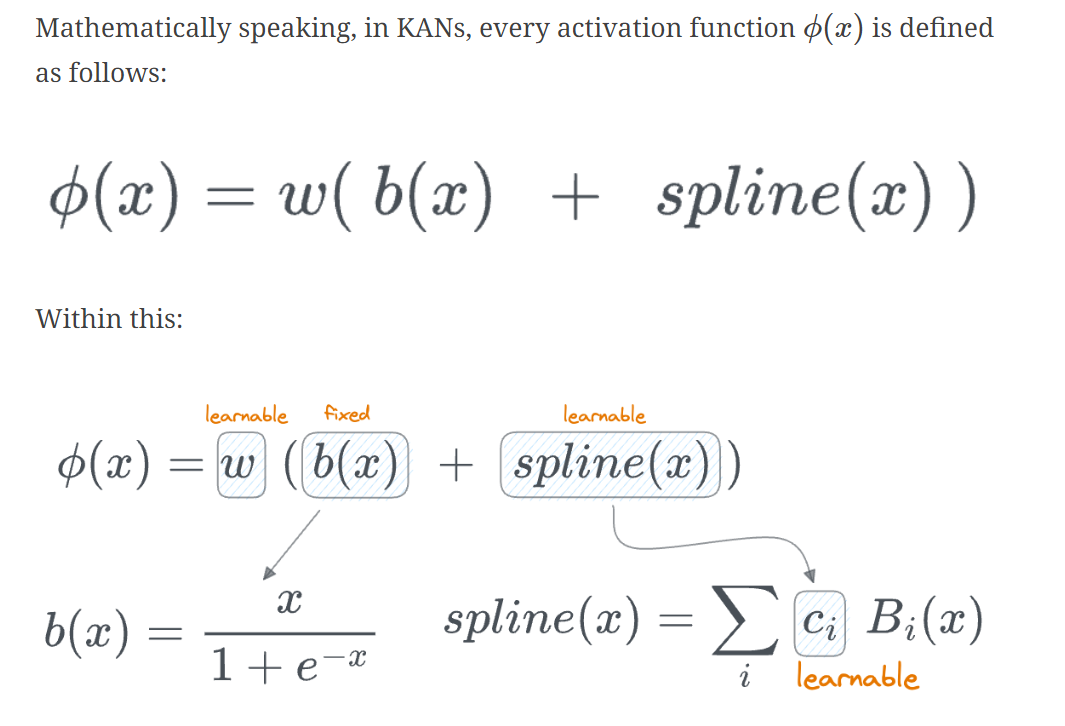 Mathematically speaking, in KANs, every activation function ϕ(x) is defined
as follows:
ϕ(x) = w( b(x) + spline(x) )
Within this:
learnable fixed learnable
ϕ(x) = w ( b(x) + spline(x) )
b(x) = x / 1 + e^{-x} spline(x) = ∑_i c_i B_i(x)
learnable